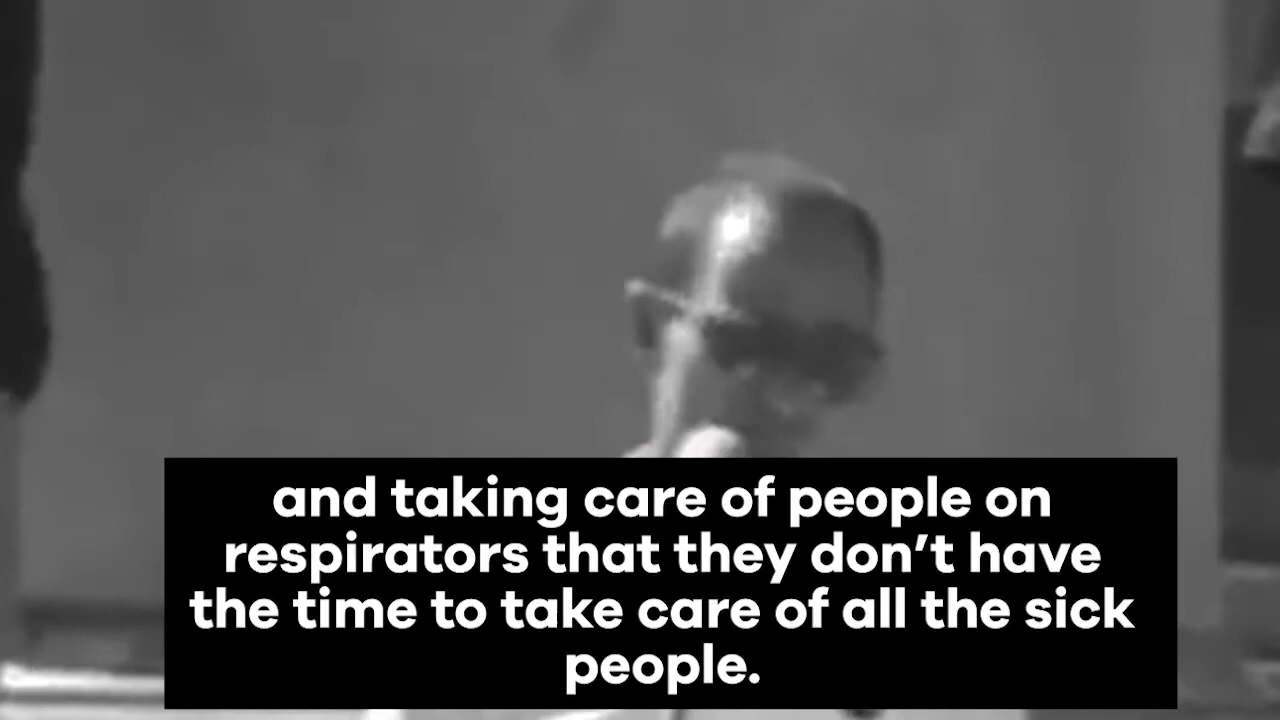 and taking care of people on
respirators that they don’t have
the time to take care of all the sick
people.